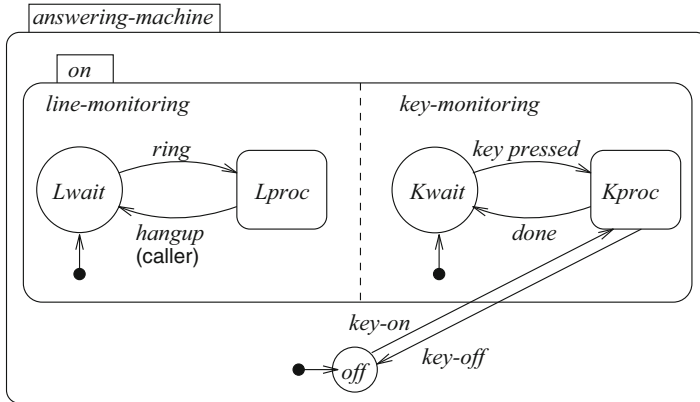 answering-machine
on
line-monitoring
key-monitoring
ring
key pressed
Lwait
Lproc
Kwait
Kproc
hangup
(caller)
done
key-on
key-off
off